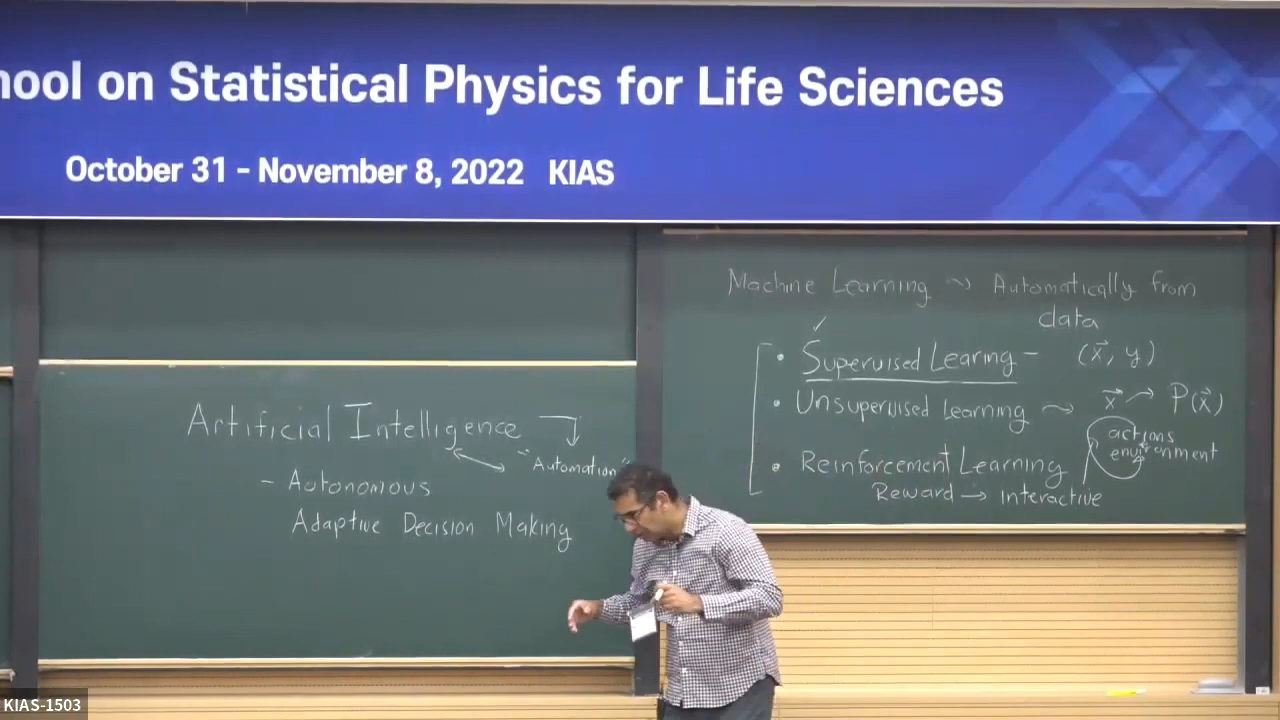 hool on Statistical Physics for Life Sciences
October 31 - November 8, 2022 KIAS
Artificial Intelligence
"Automation"
- Autonomous
Adaptive Decision Making
Machine Learning ~ Automatically from
data
✓
• Supervised Learing - (x⃗, y)
• Unsupervised Learning ~ x⃗ → P(x⃗)
• Reinforcement Learning
actions
environment
Reward → interactive
KIAS-1503